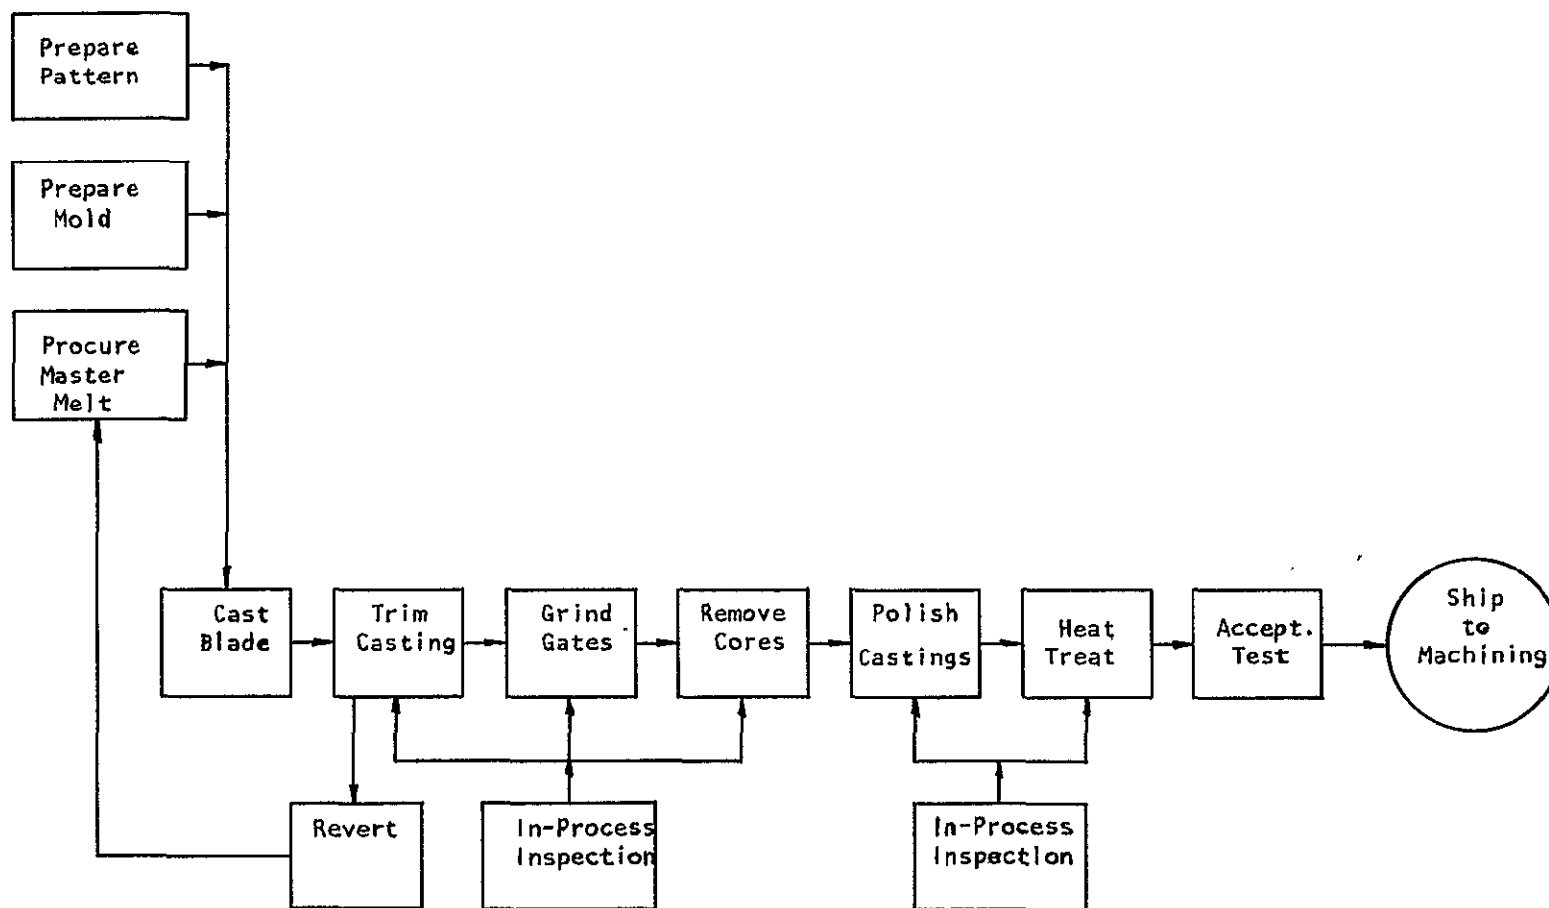 Prepare
Pattern
Prepare
Mold
Procure
Master
Melt
Cast
Blade
Trim
Casting
Grind
Gates
Remove
Cores
Polish
Castings
Heat
Treat
Accept.
Test
Ship
to
Machining
Revert
In-Process
Inspection
In-Process
Inspection